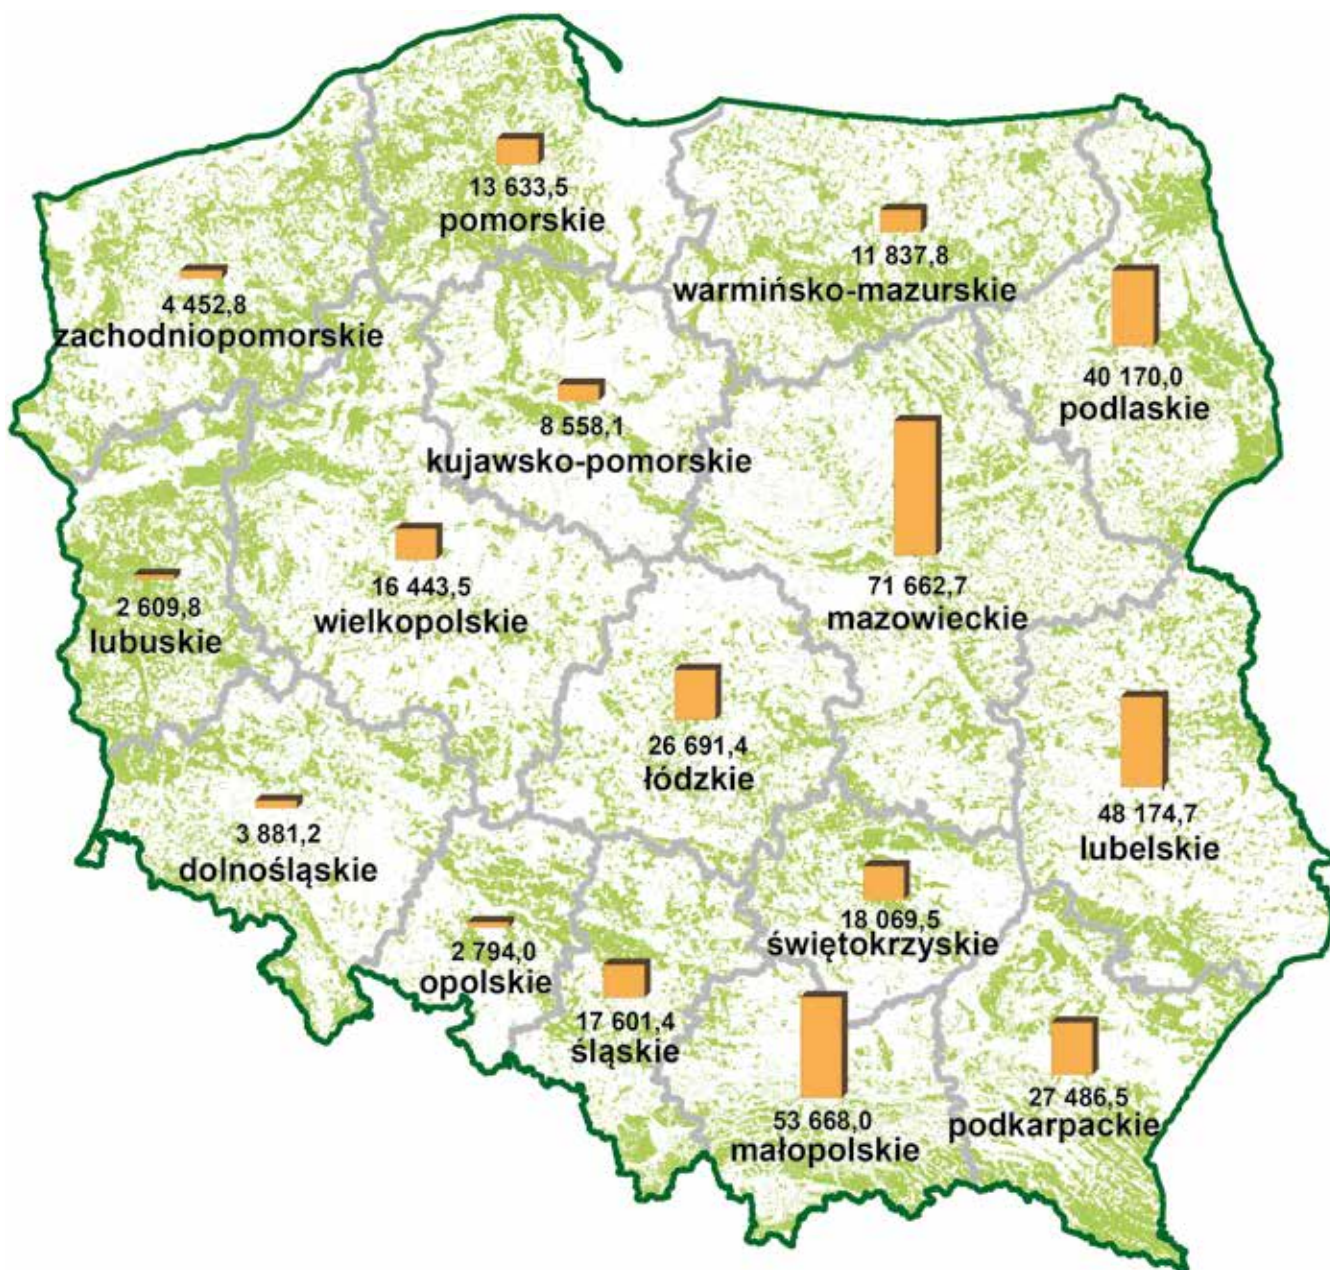 13 633,5
pomorskie
11 837,8
warmińsko-mazurskie
4 452,8
zachodniopomorskie
40 170,0
podlaskie
8 558,1
kujawsko-pomorskie
71 662,7
mazowieckie
16 443,5
wielkopolskie
2 609,8
lubuskie
26 691,4
łódzkie
48 174,7
lubelskie
3 881,2
dolnośląskie
18 069,5
świętokrzyskie
2 794,0
opolskie
17 601,4
śląskie
53 668,0
małopolskie
27 486,5
podkarpackie